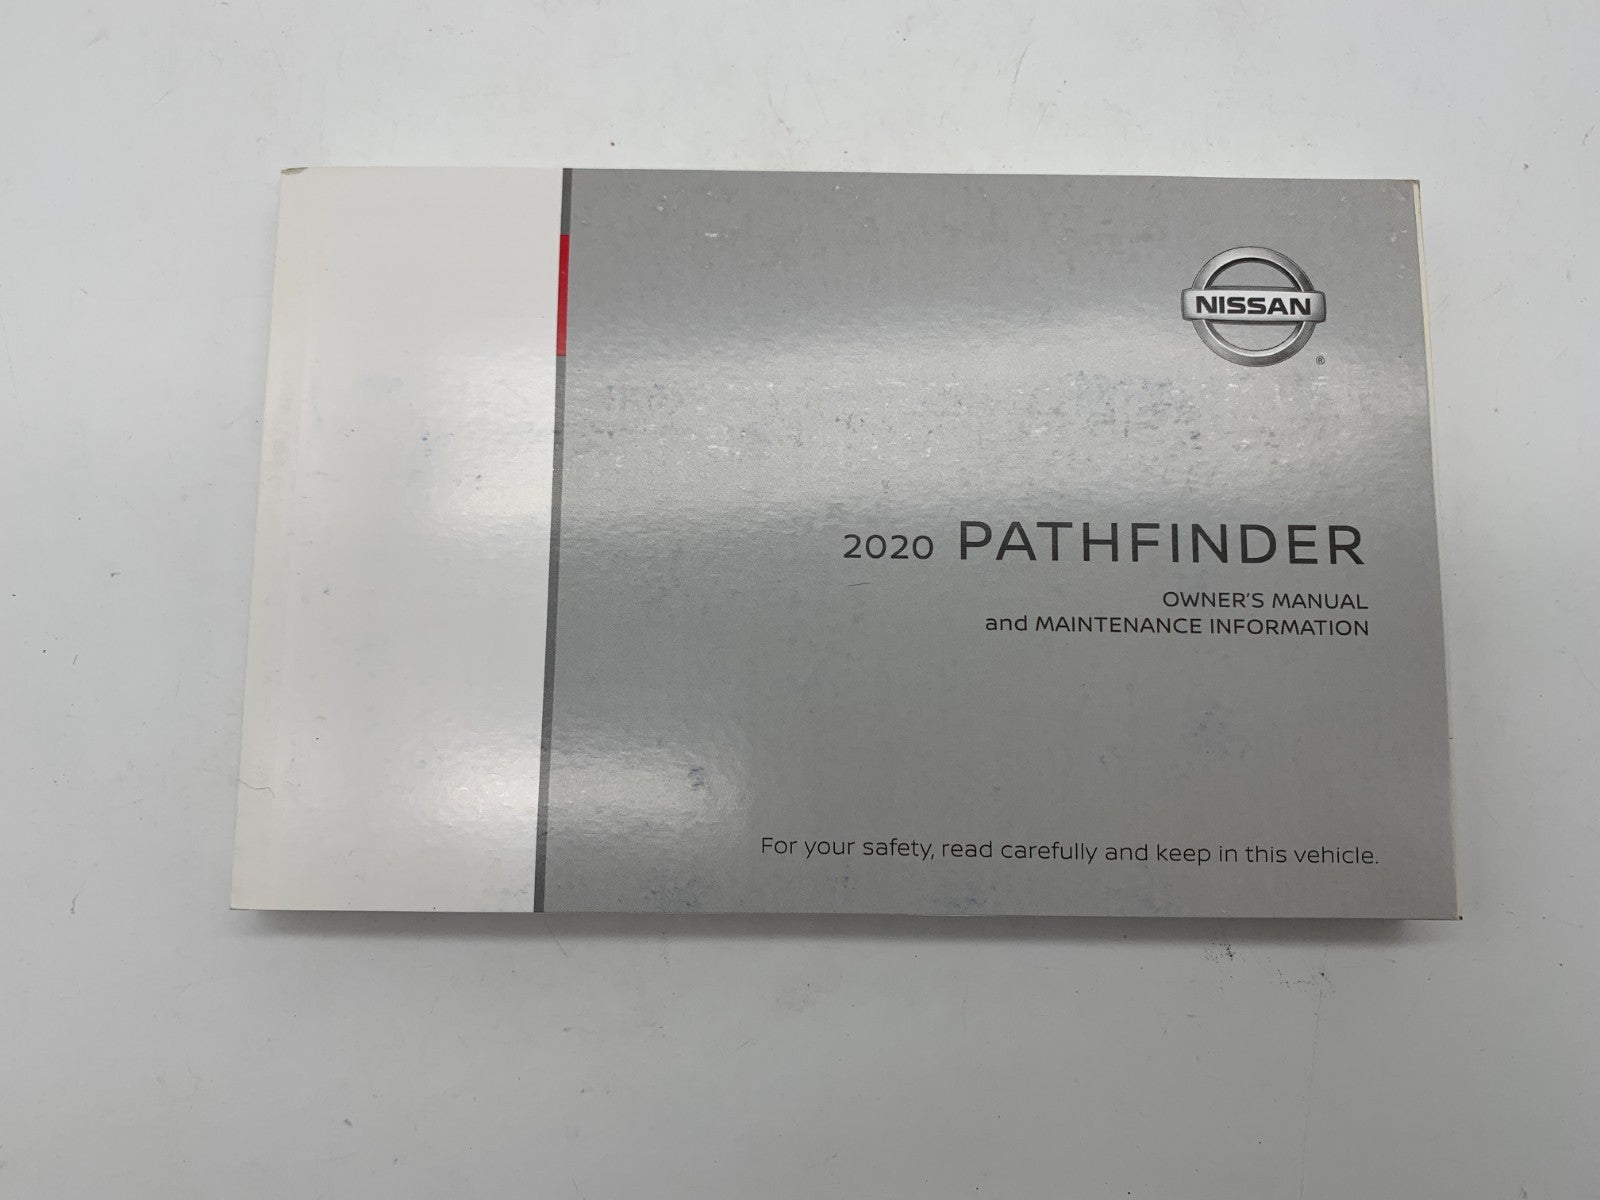 NISSAN
®
2020 PATHFINDER
OWNER'S MANUAL
and MAINTENANCE INFORMATION
For your safety, read carefully and keep in this vehicle.